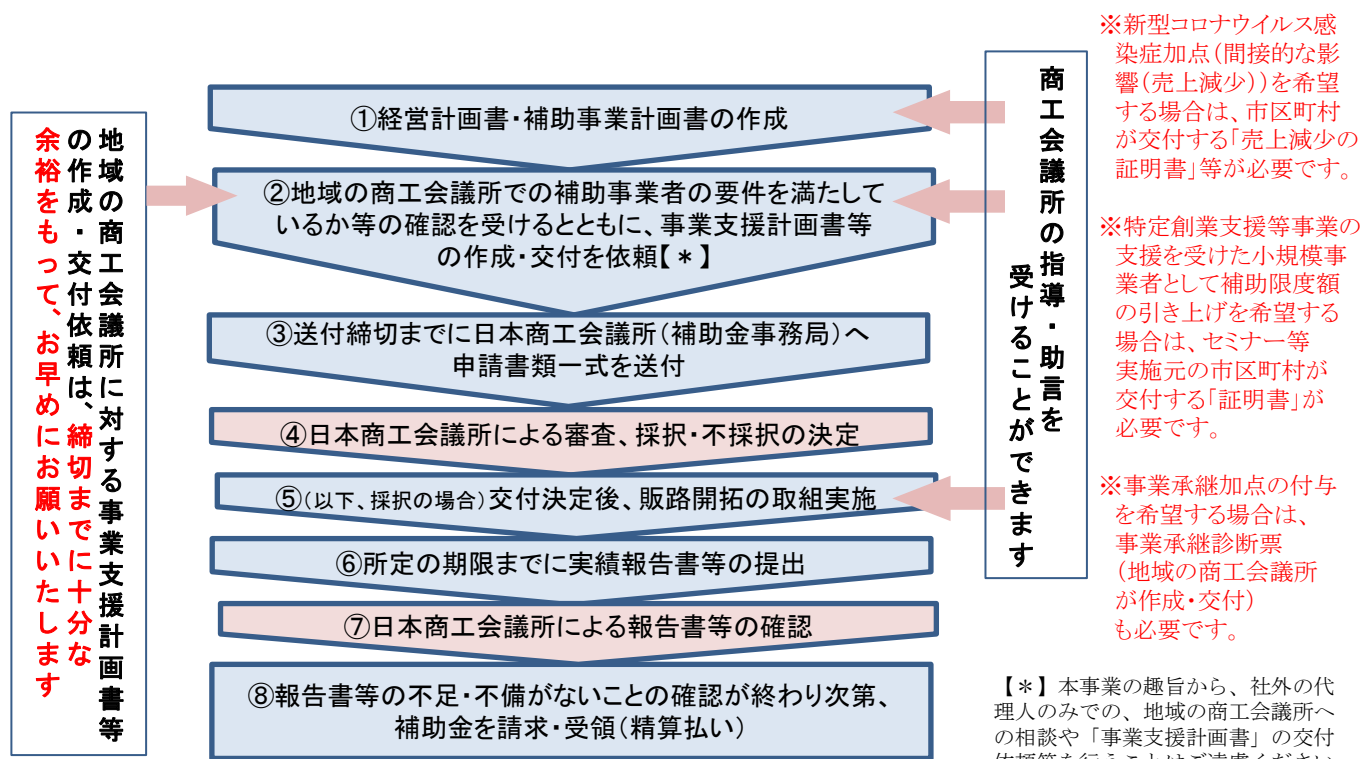 地域の商工会議所に対する事業支援計画書等
の作成・交付依頼は、締切までに十分な
余裕をもって、お早めにお願いいたします
①経営計画書・補助事業計画書の作成
②地域の商工会議所での補助事業者の要件を満たして
いるか等の確認を受けるとともに、事業支援計画書等
の作成・交付を依頼【＊】
③送付締切までに日本商工会議所（補助金事務局）へ
申請書類一式を送付
④日本商工会議所による審査、採択・不採択の決定
⑤（以下、採択の場合）交付決定後、販路開拓の取組実施
⑥所定の期限までに実績報告書等の提出
⑦日本商工会議所による報告書等の確認
⑧報告書等の不足・不備がないことの確認が終わり次第、
補助金を請求・受領（精算払い）
商工会議所の指導・助言を
受けることができます
※新型コロナウイルス感
染症加点（間接的な影
響（売上減少））を希望
する場合は、市区町村
が交付する「売上減少の
証明書」等が必要です。
※特定創業支援等事業の
支援を受けた小規模事
業者として補助限度額
の引き上げを希望する
場合は、セミナー等
実施元の市区町村が
交付する「証明書」が
必要です。
※事業承継加点の付与
を希望する場合は、
事業承継診断票
（地域の商工会議所
が作成・交付）
も必要です。
【＊】本事業の趣旨から、社外の代
理人のみでの、地域の商工会議所へ
の相談や「事業支援計画書」の交付
依頼等を行うことはご遠慮ください